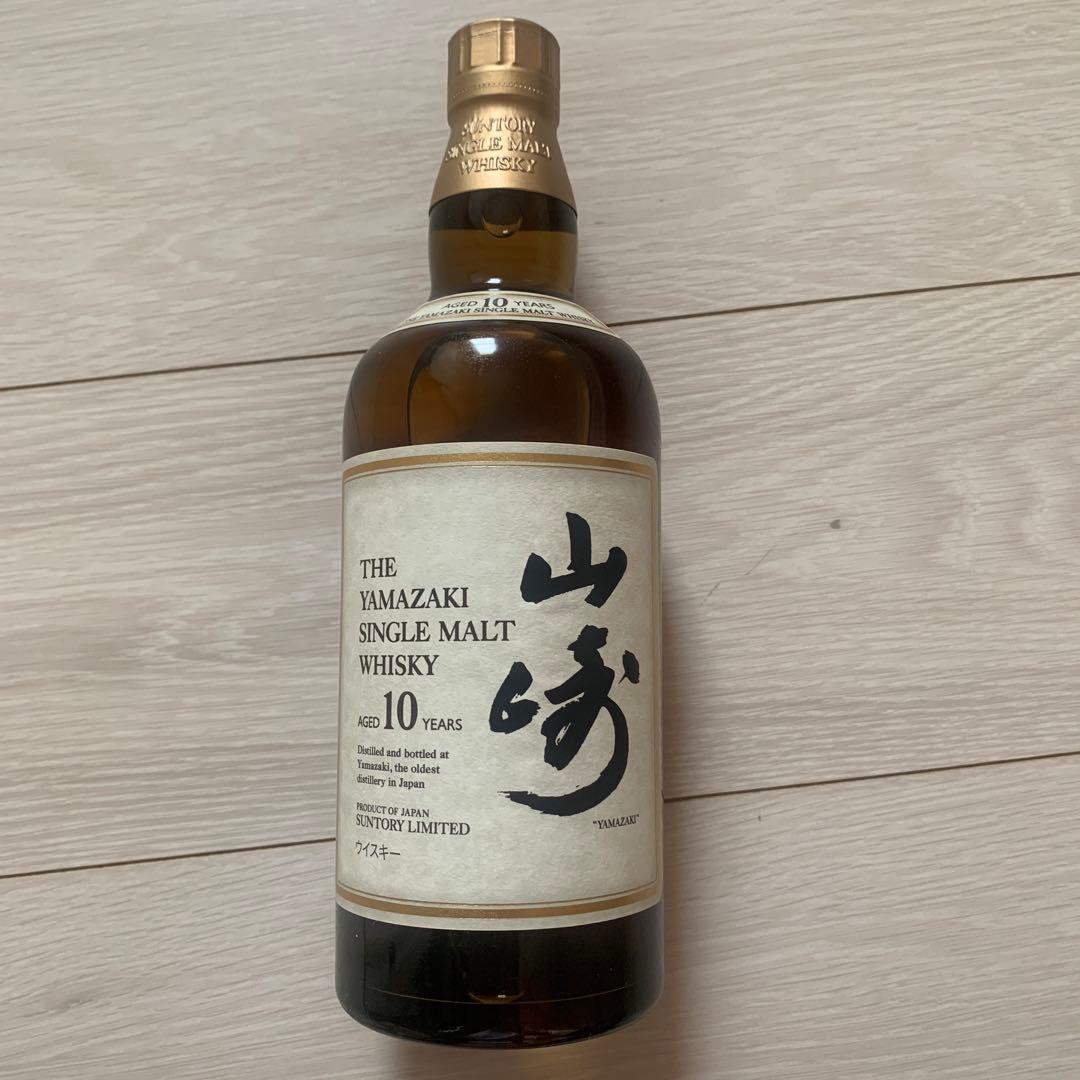 SUNTORY
SINGLE MALT
WHISKY
AGED 10 YEARS
THE YAMAZAKI SINGLE MALT WHISKY
THE
YAMAZAKI
SINGLE MALT
WHISKY
AGED 10 YEARS
Distilled and bottled at
Yamazaki, the oldest
distillery in Japan
PRODUCT OF JAPAN
SUNTORY LIMITED
ウイスキー
山崎
"YAMAZAKI"